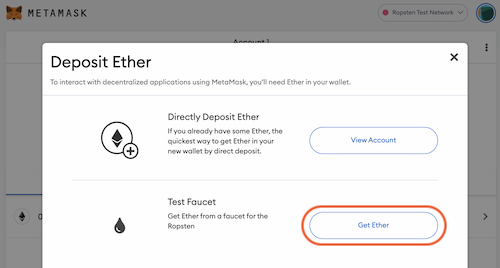 METAMASK
Ropsten Test Network
Account 1
Deposit Ether
To interact with decentralized applications using MetaMask, you'll need Ether in your wallet.
Directly Deposit Ether
If you already have some Ether, the
quickest way to get Ether in your
new wallet by direct deposit.
View Account
Test Faucet
Get Ether from a faucet for the
Ropsten
Get Ether
0